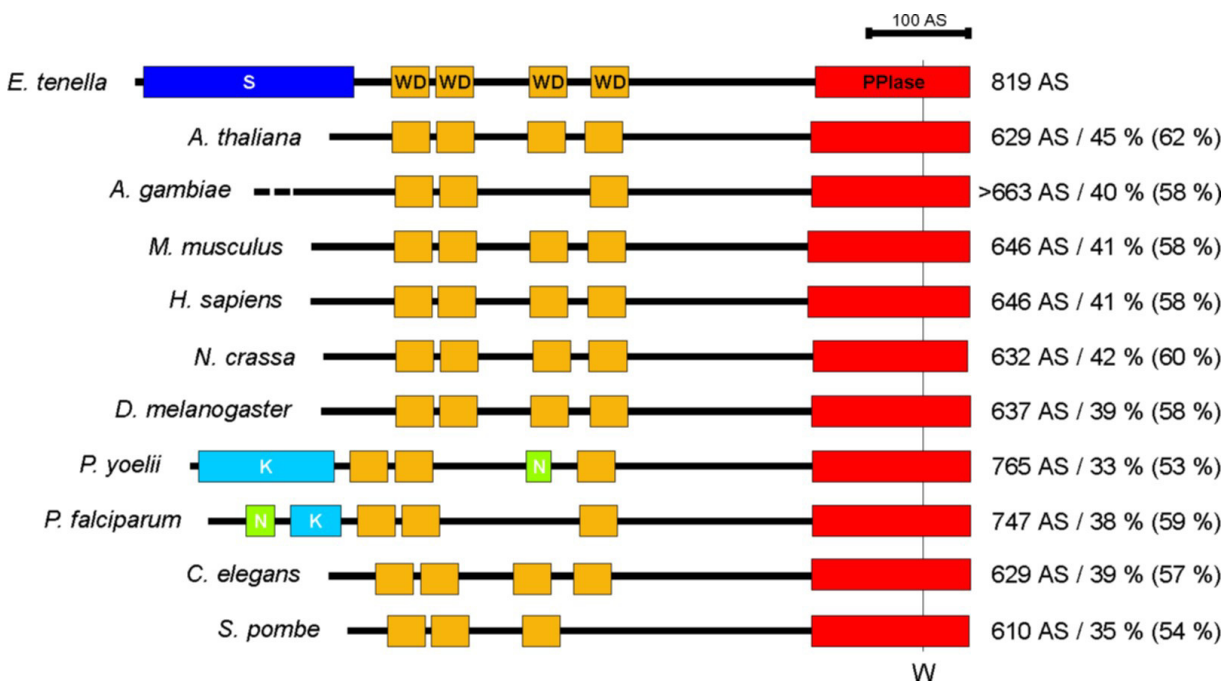 100 AS
E. tenella S WD WD WD WD PPIase 819 AS
A. thaliana 629 AS / 45 % (62 %)
A. gambiae >663 AS / 40 % (58 %)
M. musculus 646 AS / 41 % (58 %)
H. sapiens 646 AS / 41 % (58 %)
N. crassa 632 AS / 42 % (60 %)
D. melanogaster 637 AS / 39 % (58 %)
P. yoelii K N 765 AS / 33 % (53 %)
P. falciparum N K 747 AS / 38 % (59 %)
C. elegans 629 AS / 39 % (57 %)
S. pombe 610 AS / 35 % (54 %)
W